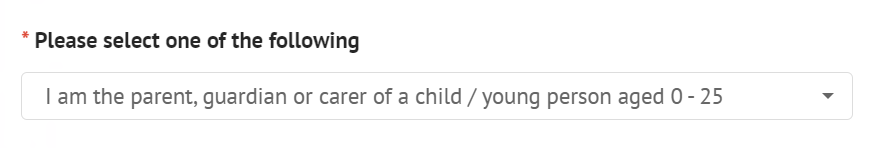 * Please select one of the following
I am the parent, guardian or carer of a child / young person aged 0 - 25